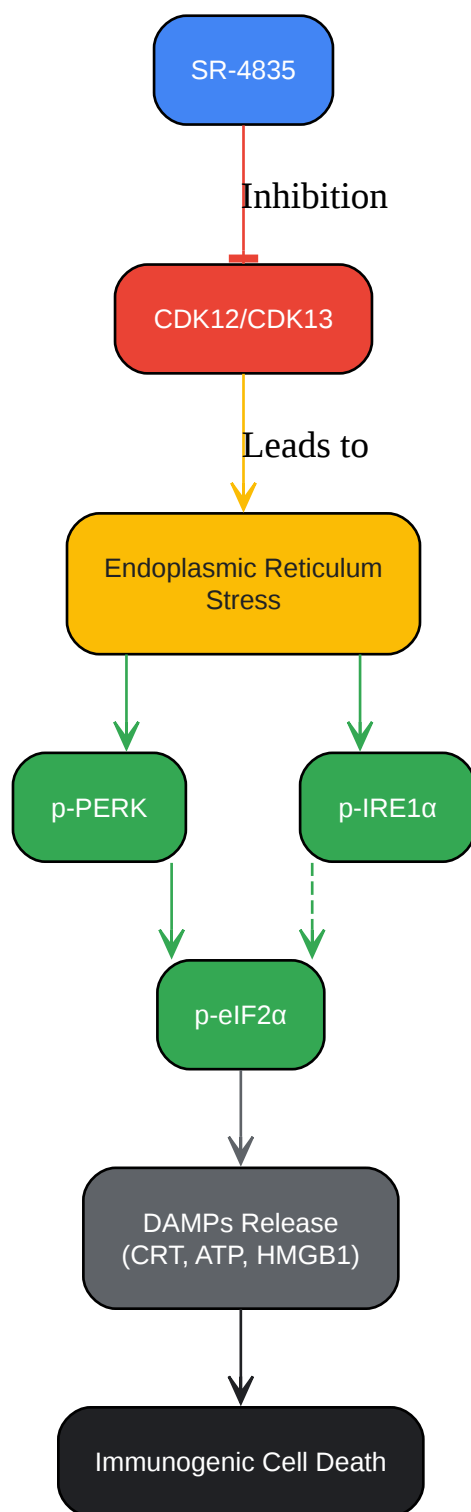 SR-4835
Inhibition
CDK12/CDK13
Leads to
Endoplasmic Reticulum
Stress
p-PERK
p-IRE1α
p-eIF2α
DAMPs Release
(CRT, ATP, HMGB1)
Immunogenic Cell Death